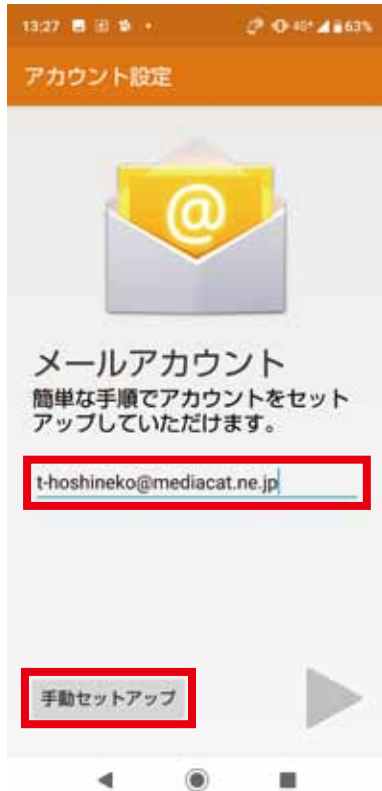 13:27
4G+ 63%
アカウント設定
@
メールアカウント
簡単な手順でアカウントをセット
アップしていただけます。
t-hoshineko@mediacat.ne.jp
手動セットアップ